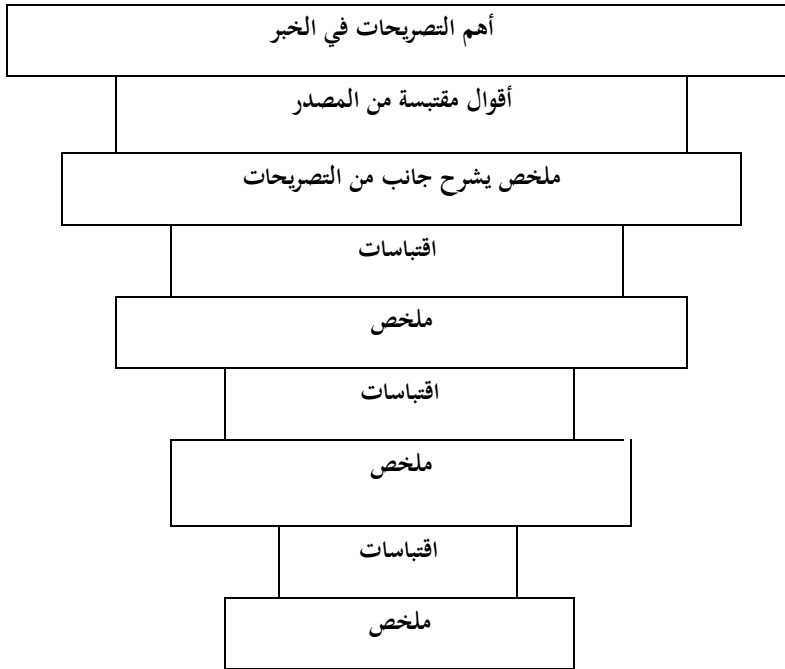 أهم التصريحات في الخبر
أقوال مقتبسة من المصدر
ملخص يشرح جانب من التصريحات
اقتباسات
ملخص
اقتباسات
ملخص
اقتباسات
ملخص